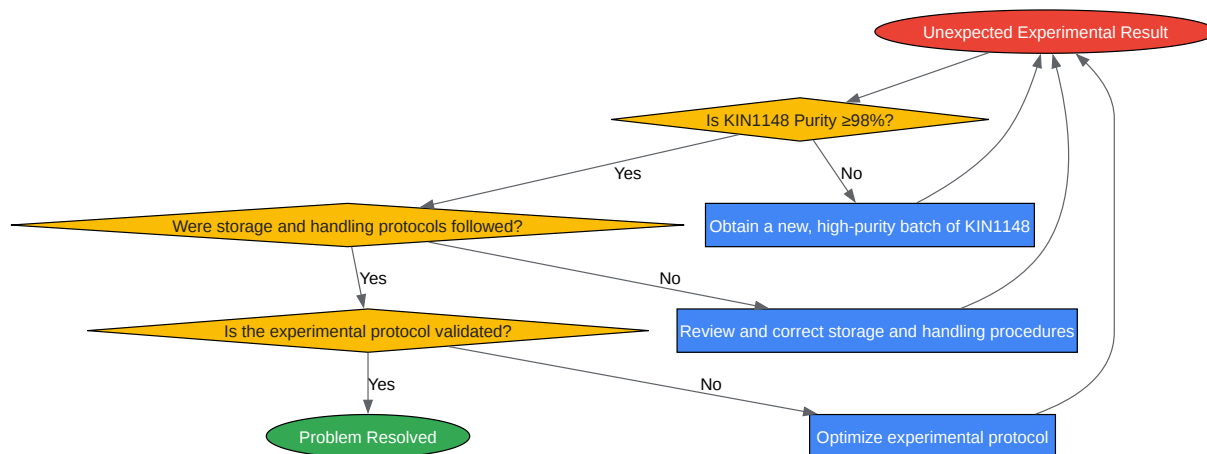 Unexpected Experimental Result
Is KIN1148 Purity ≥98%?
Yes
No
Were storage and handling protocols followed?
Obtain a new, high-purity batch of KIN1148
Yes
No
Is the experimental protocol validated?
Review and correct storage and handling procedures
Yes
No
Problem Resolved
Optimize experimental protocol